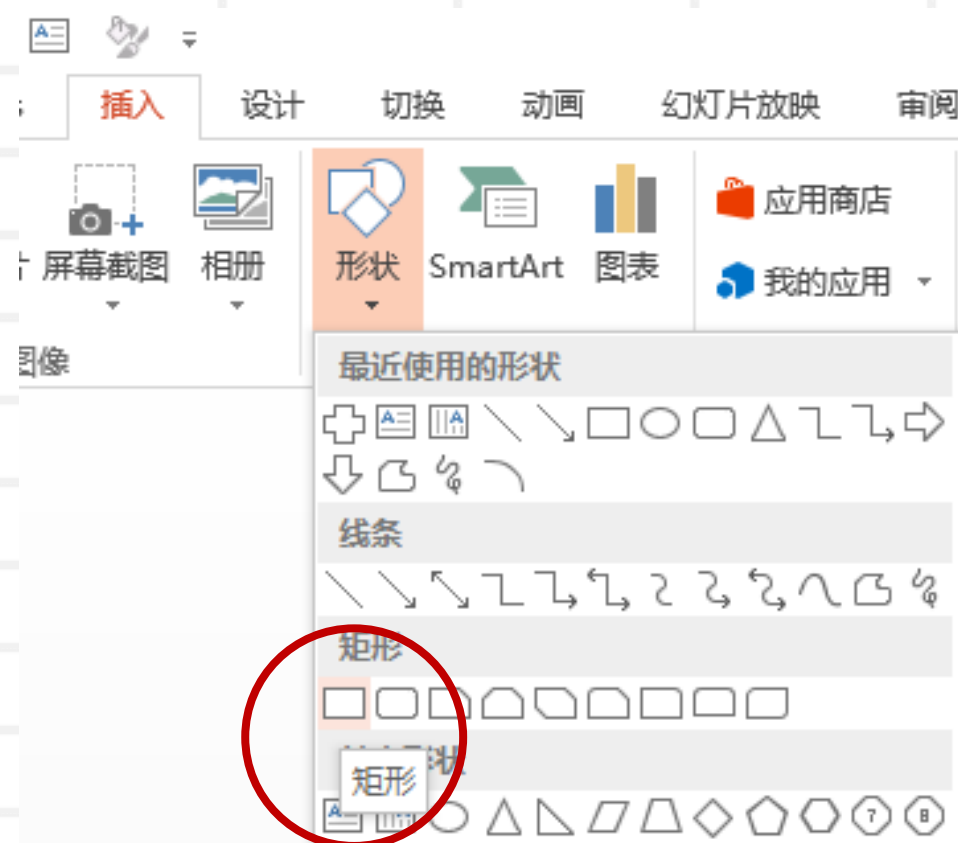 插入 设计 切换 动画 幻灯片放映 审阅
屏幕截图 相册 形状 SmartArt 图表 应用商店
我的应用
图像
最近使用的形状
线条
矩形
矩形